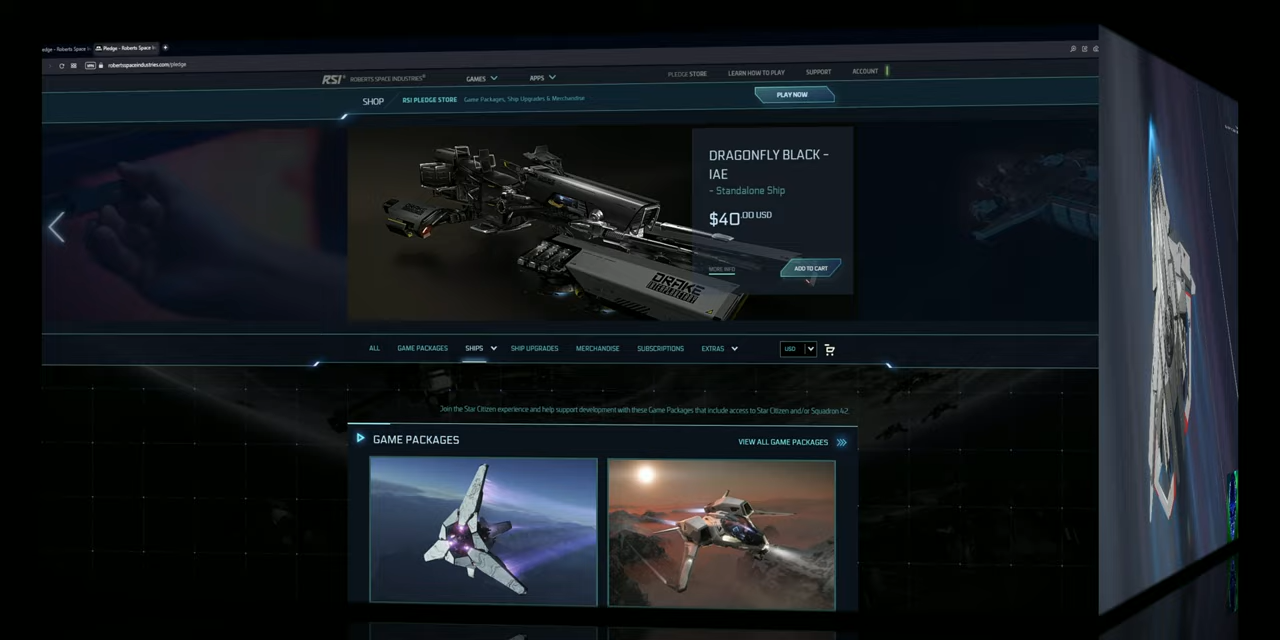 Pledge - Roberts Space I
robertsspaceindustries.com/pledge
RSI® ROBERTS SPACE INDUSTRIES® GAMES APPS PLEDGE STORE LEARN HOW TO PLAY SUPPORT ACCOUNT
SHOP RSI PLEDGE STORE Game Packages, Ship Upgrades & Merchandise PLAY NOW
DRAGONFLY BLACK -
IAE
- Standalone Ship
$40.00 USD
MORE INFO ADD TO CART
DRAKE
INTERPLANETARY
ALL GAME PACKAGES SHIPS SHIP UPGRADES MERCHANDISE SUBSCRIPTIONS EXTRAS USD
Join the Star Citizen experience and help support development with these Game Packages that include access to Star Citizen and/or Squadron 42.
GAME PACKAGES VIEW ALL GAME PACKAGES